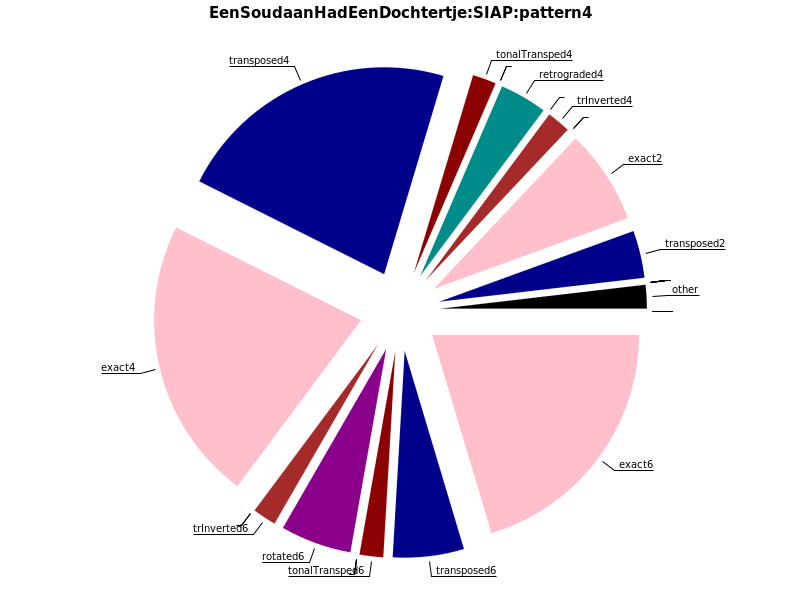 EenSoudaanHadEenDochtertje:SIAP:pattern4
tonalTransped4
transposed4
retrograded4
trInverted4
exact2
transposed2
other
exact4
exact6
trInverted6
rotated6
tonalTransped6
transposed6